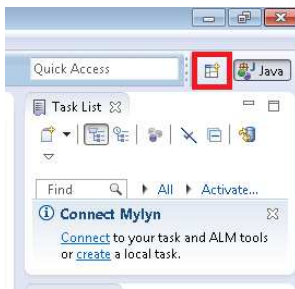 Quick Access
Java
Task List
Find
All
Activate...
Connect Mylyn
Connect to your task and ALM tools
or create a local task.